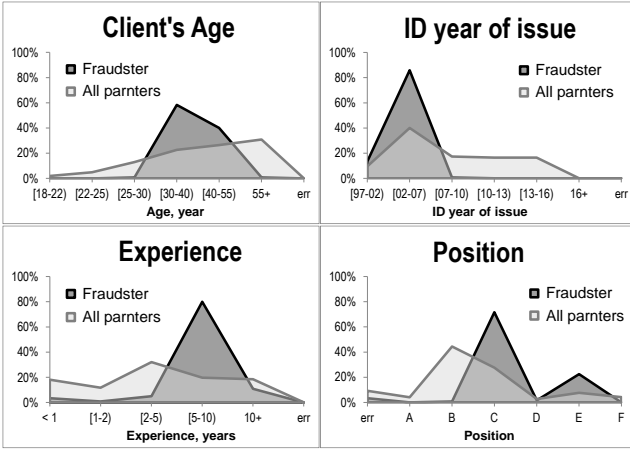 Client's Age
100%
80%
60%
40%
20%
0%
Fraudster
All parnters
[18-22) [22-25) [25-30) [30-40) [40-55) 55+ err
Age, year
ID year of issue
100%
80%
60%
40%
20%
0%
Fraudster
All parnters
[97-02) [02-07) [07-10) [10-13) [13-16) 16+ err
ID year of issue
Experience
100%
80%
60%
40%
20%
0%
Fraudster
All parnters
< 1 [1-2) [2-5) [5-10) 10+ err
Experience, years
Position
100%
80%
60%
40%
20%
0%
Fraudster
All parnters
err A B C D E F
Position